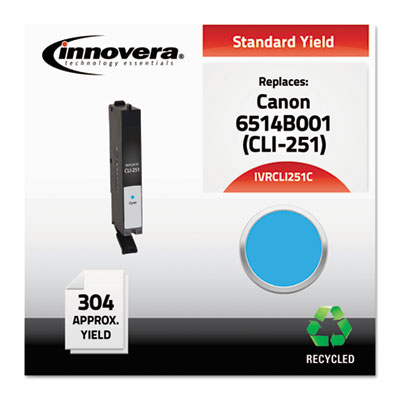 innovera
technology essentials
Standard Yield
Replaces:
Canon
6514B001
(CLI-251)
IVRCLI251C
CLI-251
Cyan
304
APPROX.
YIELD
RECYCLED